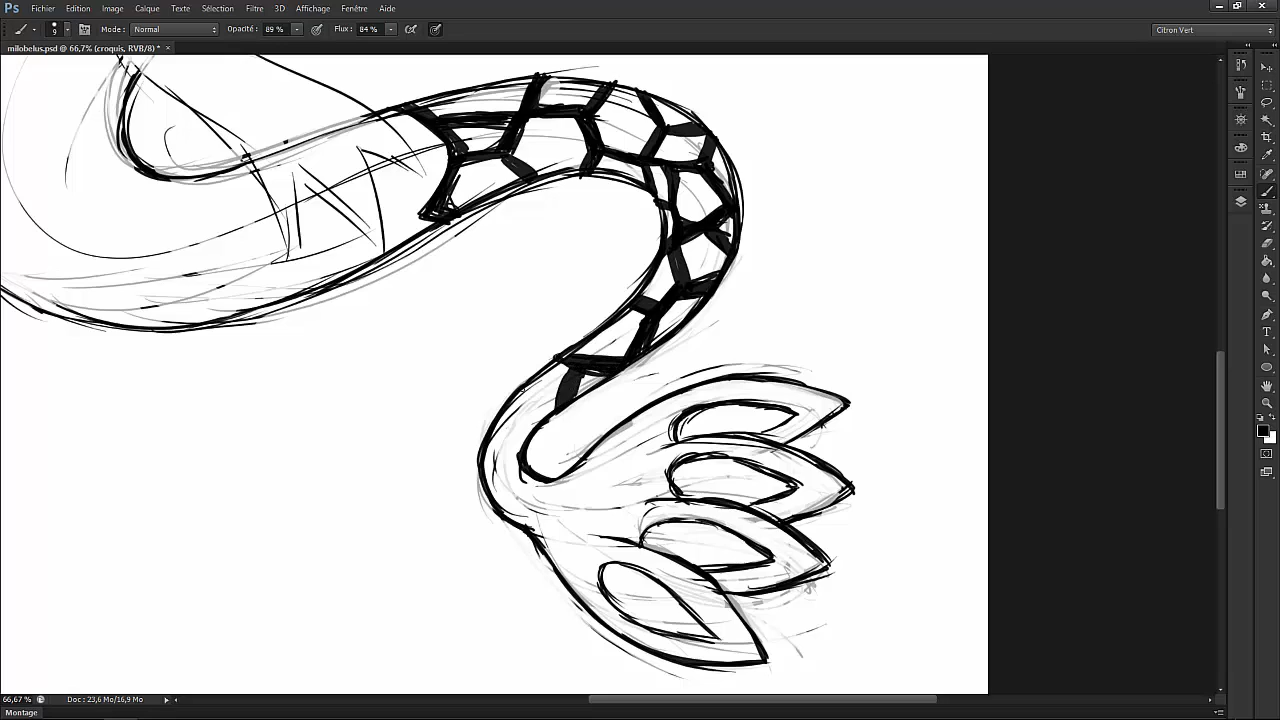 Ps Fichier Edition Image Calque Texte Sélection Filtre 3D Affichage Fenêtre Aide
9 Mode : Normal Opacité : 89 % Flux : 84 % Citron Vert
milobelus.psd @ 66,7% (croquis, RVB/8) * ×
66,67 % Doc : 23,6 Mo/16,9 Mo
Montage